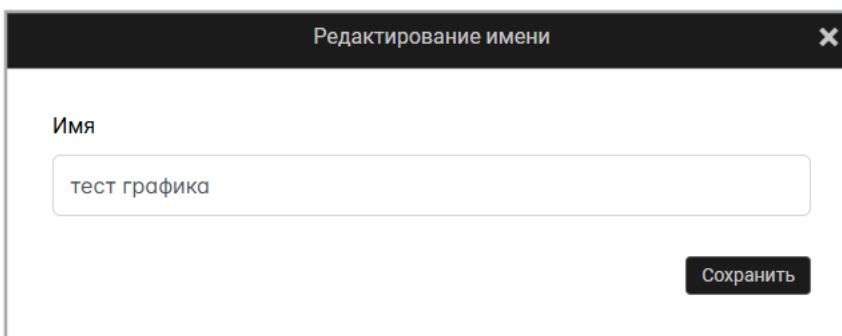 Редактирование имени
Имя
тест графика
Сохранить